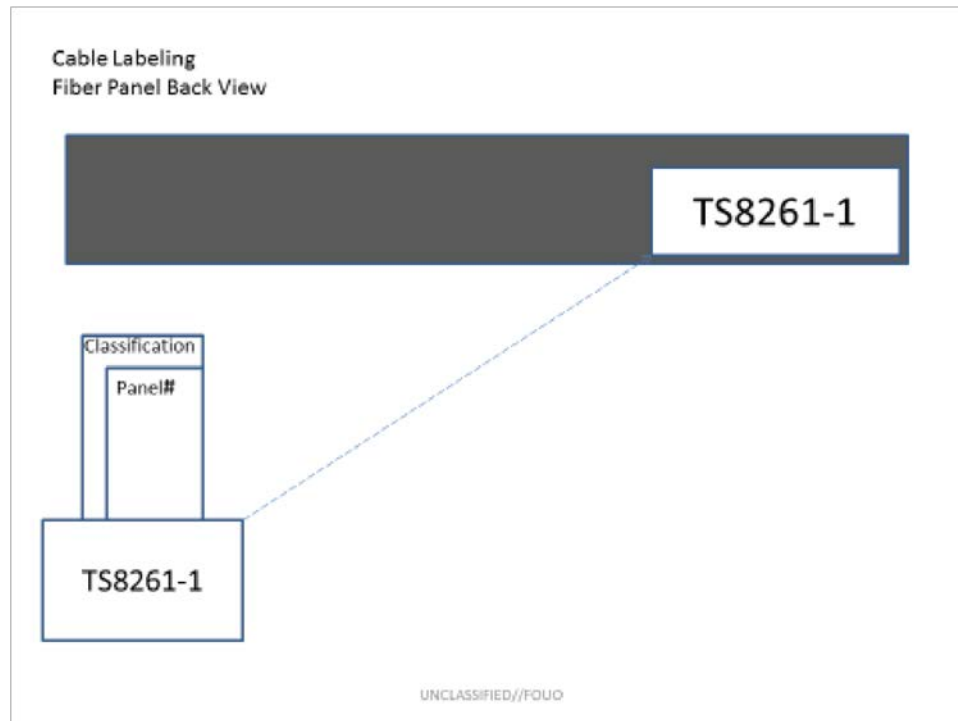 Cable Labeling
Fiber Panel Back View
TS8261-1
Classification
Panel#
TS8261-1
UNCLASSIFIED//FOUO